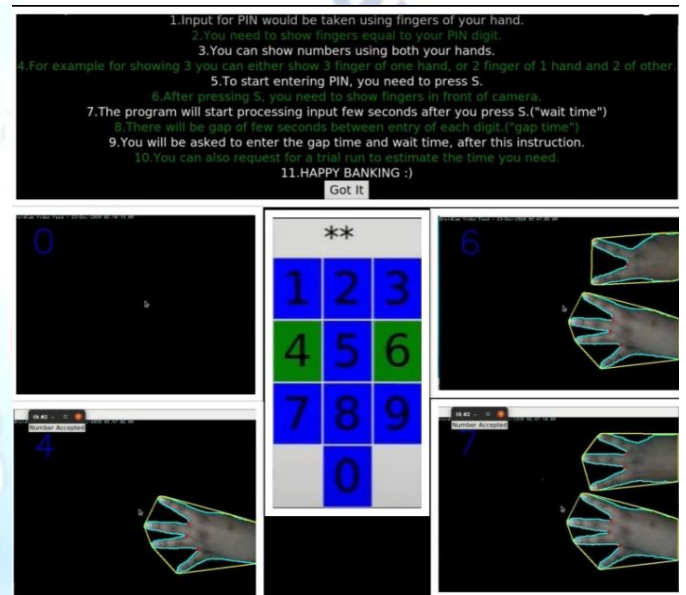 1.Input for PIN would be taken using fingers of your hand.
2.You need to show fingers equal to your PIN digit.
3.You can show numbers using both your hands.
4.For example for showing 3 you can either show 3 finger of one hand, or 2 finger of 1 hand and 2 of other.
5.To start entering PIN, you need to press S.
6.After pressing S, you need to show fingers in front of camera.
7.The program will start processing input few seconds after you press S.("wait time")
8.There will be gap of few seconds between entry of each digit.("gap time")
9.You will be asked to enter the gap time and wait time, after this instruction.
10.You can also request for a trial run to estimate the time you need.
11.HAPPY BANKING :)
Got It
0
**
1 2 3
4 5 6
7 8 9
0
6
Number Accepted
4
Number Accepted
7